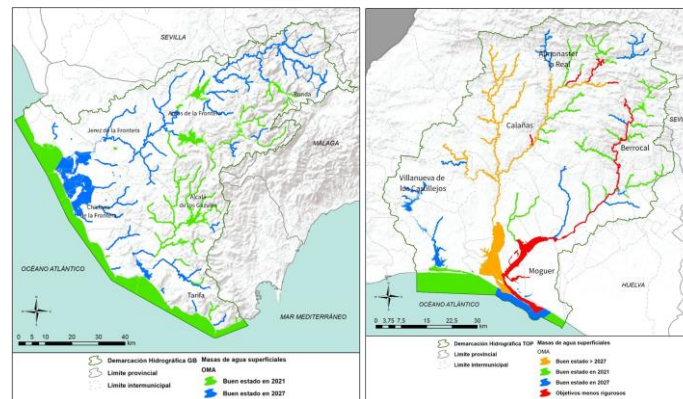 SEVILLA
Ronda
Arcos de la Frontera
Jerez de la Frontera
MÁLAGA
Alcalá
de los Gazules
Chiclana
de la Frontera
OCÉANO ATLÁNTICO
Tarifa
MAR MEDITERRÁNEO
0 5 10 20 30 40
km
Demarcación Hidrográfica GB
Límite provincial
Límite intermunicipal
Masas de agua superficiales
OMA
Buen estado en 2021
Buen estado en 2027
Almonaster
la Real
Calañas
SEVI
Berrocal
Villanueva
de los Castillejos
Moguer
HUELVA
OCÉANO ATLÁNTICO
0 3,75 7,5 15 22,5 30
km
Demarcación Hidrográfica TOP
Límite provincial
Límite intermunicipal
Masas de agua superficiales
OMA
Buen estado > 2027
Buen estado en 2021
Buen estado en 2027
Objetivos menos rigurosos